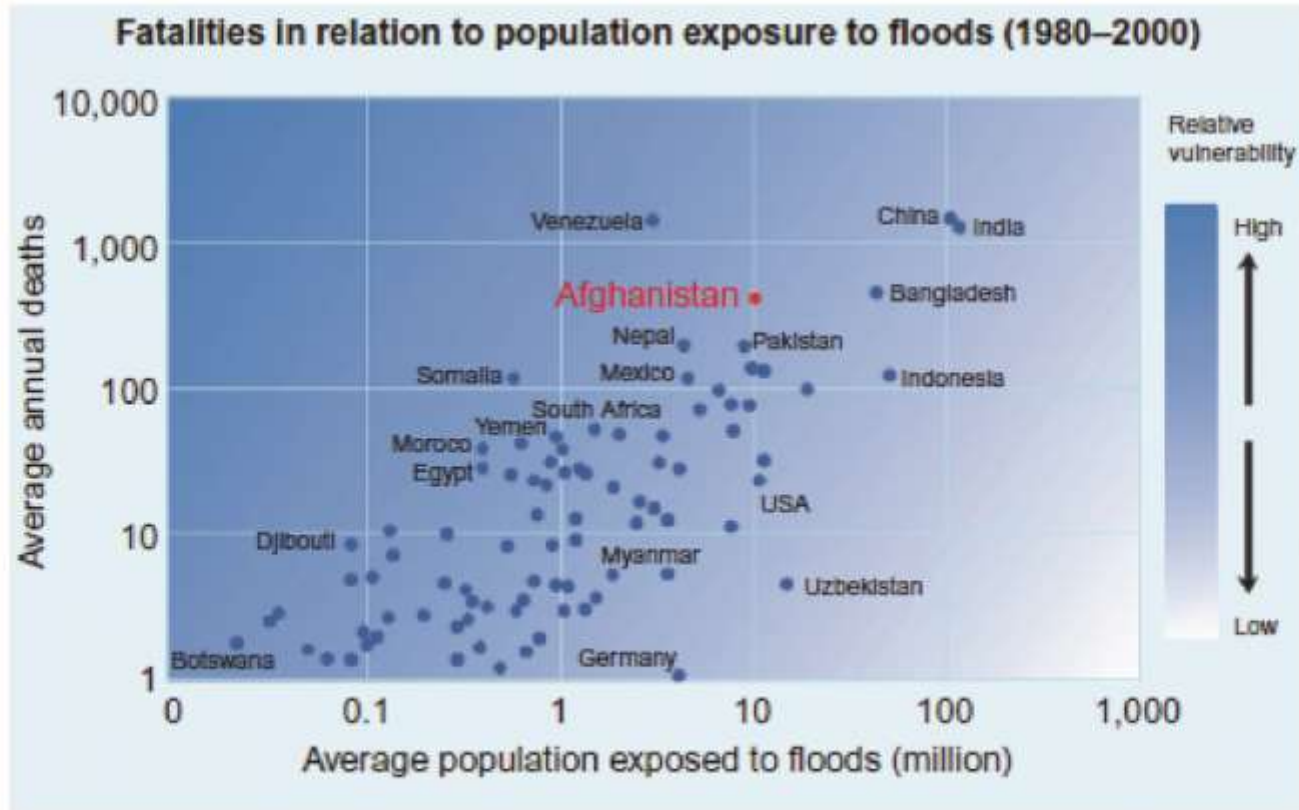 Fatalities in relation to population exposure to floods (1980–2000)
10,000
1,000
100
10
1
Average annual deaths
Relative
vulnerability
High
Low
Venezuela
China
India
Afghanistan
Bangladesh
Nepal
Pakistan
Somalia
Mexico
Indonesia
South Africa
Yemen
Moroco
Egypt
USA
Djibouti
Myanmar
Uzbekistan
Botswana
Germany
0
0.1
1
10
100
1,000
Average population exposed to floods (million)